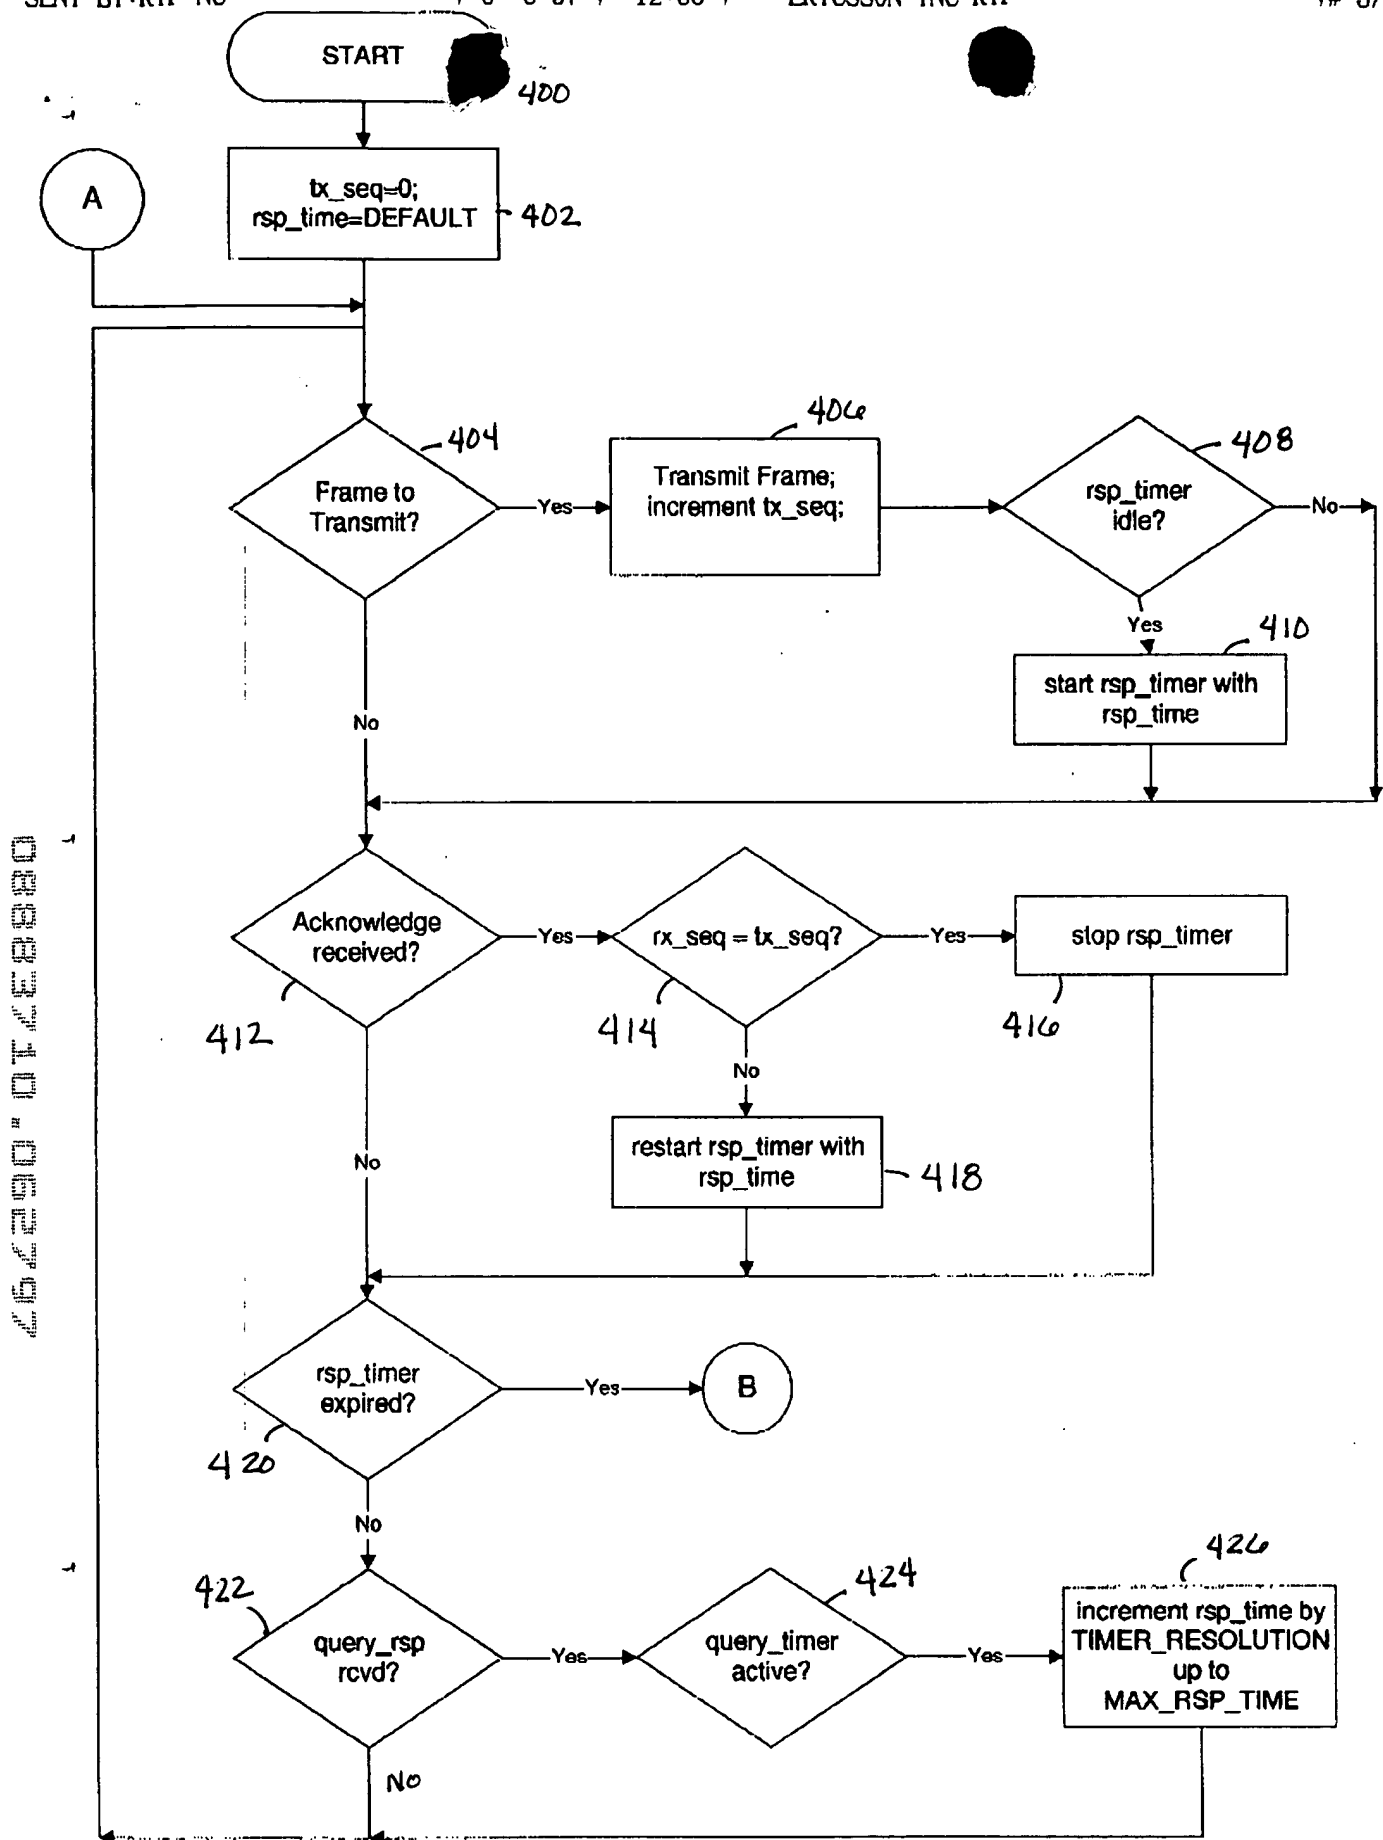 START
400
A
tx_seq=0;
rsp_time=DEFAULT
402
404
Frame to
Transmit?
Yes
406
Transmit Frame;
increment tx_seq;
408
rsp_timer
idle?
No
Yes
410
start rsp_timer with
rsp_time
No
Acknowledge
received?
412
Yes
rx_seq = tx_seq?
414
Yes
stop rsp_timer
416
No
restart rsp_timer with
rsp_time
418
No
rsp_timer
expired?
420
Yes
B
No
422
query_rsp
rcvd?
Yes
424
query_timer
active?
Yes
426
increment rsp_time by
TIMER_RESOLUTION
up to
MAX_RSP_TIME
No
08883710.062797